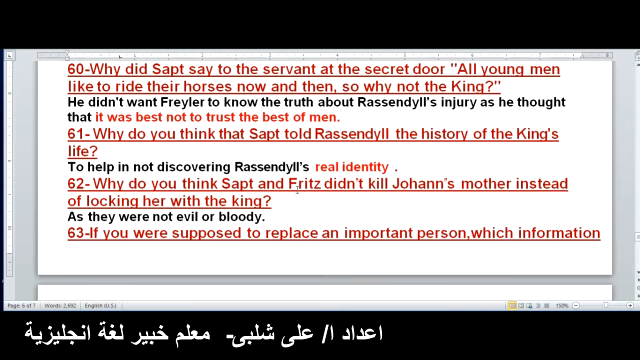 60-Why did Sapt say to the servant at the secret door "All young men
like to ride their horses now and then, so why not the King?"
He didn't want Freyler to know the truth about Rassendyll's injury as he thought
that it was best not to trust the best of men.
61- Why do you think that Sapt told Rassendyll the history of the King's
life?
To help in not discovering Rassendyll's real identity .
62- Why do you think Sapt and Fritz didn't kill Johann's mother instead
of locking her with the king?
As they were not evil or bloody.
63-If you were supposed to replace an important person,which information
Page: 6 of 7 Words: 2,692 English (U.S.) 150%
اعداد ا/ على شلبى- معلم خبير لغة انجليزية